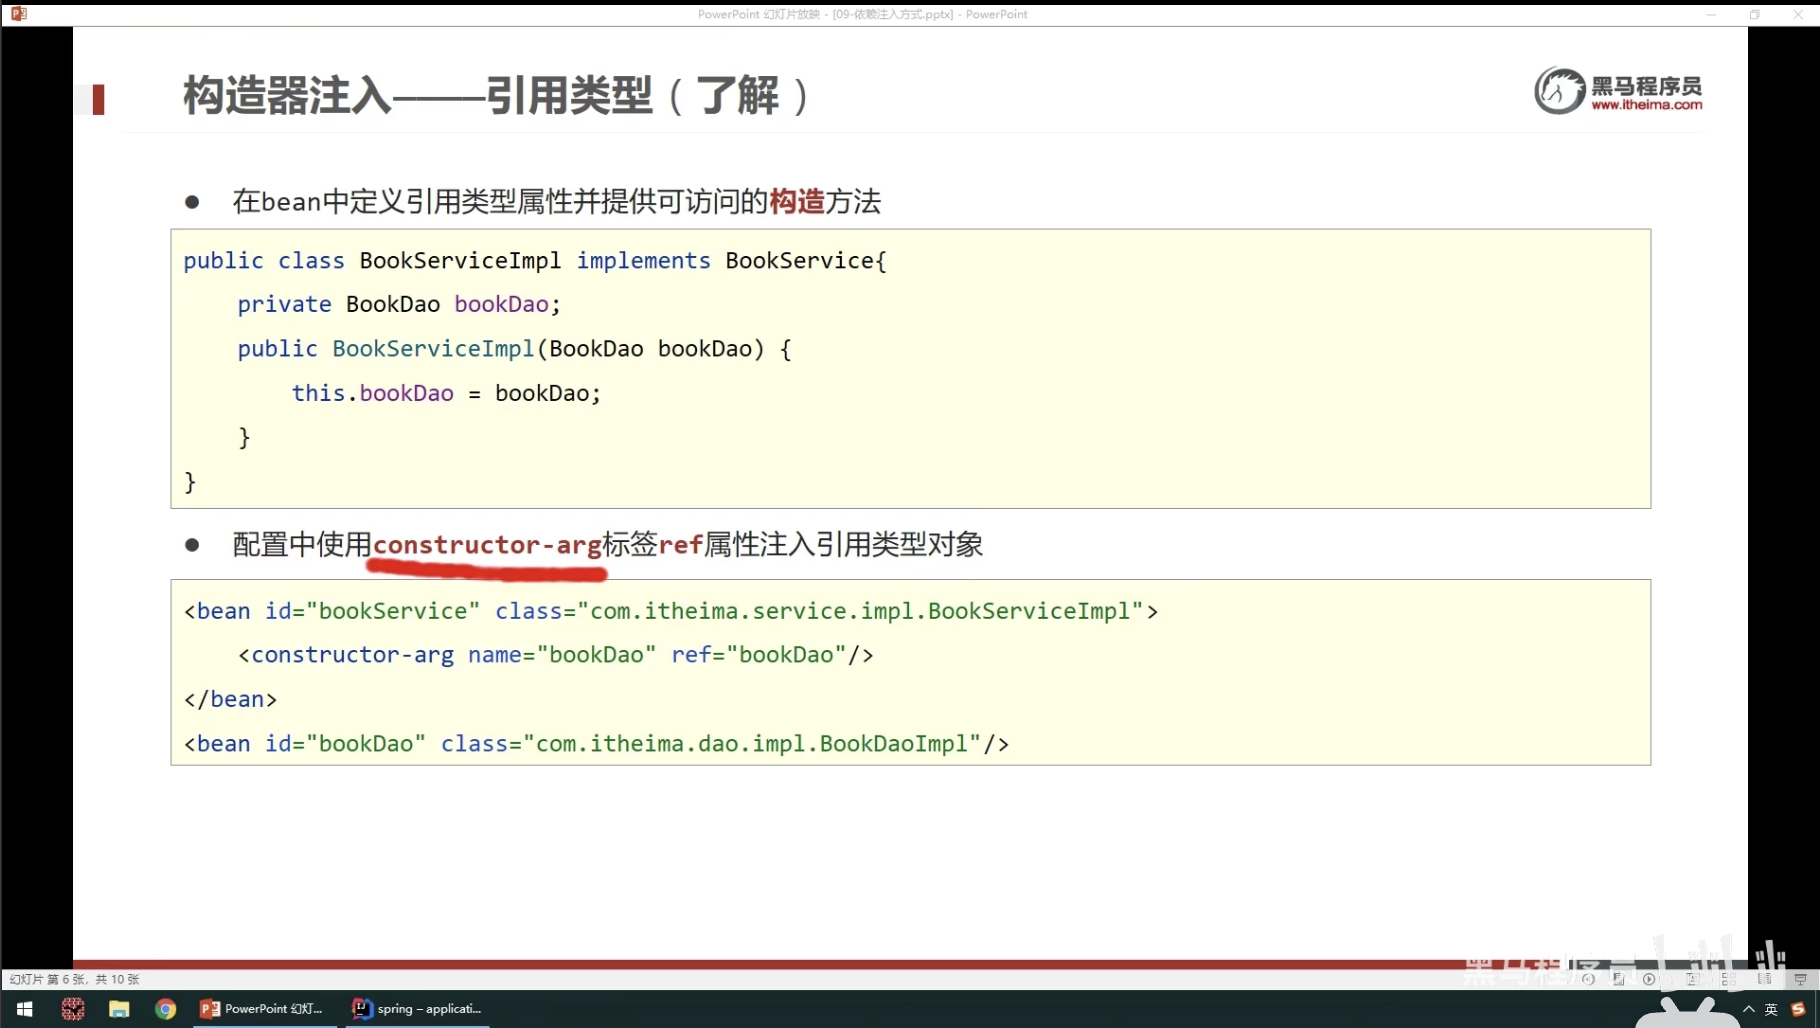 PowerPoint 幻灯片放映 - [09-依赖注入方式.pptx] - PowerPoint
构造器注入——引用类型（了解）
黑马程序员
www.itheima.com
● 在bean中定义引用类型属性并提供可访问的构造方法
public class BookServiceImpl implements BookService{
    private BookDao bookDao;
    public BookServiceImpl(BookDao bookDao) {
        this.bookDao = bookDao;
    }
}
● 配置中使用constructor-arg标签ref属性注入引用类型对象
<bean id="bookService" class="com.itheima.service.impl.BookServiceImpl">
    <constructor-arg name="bookDao" ref="bookDao"/>
</bean>
<bean id="bookDao" class="com.itheima.dao.impl.BookDaoImpl"/>
幻灯片 第 6 张，共 10 张
黑马程序员
PowerPoint 幻灯...
spring – applicati...
英